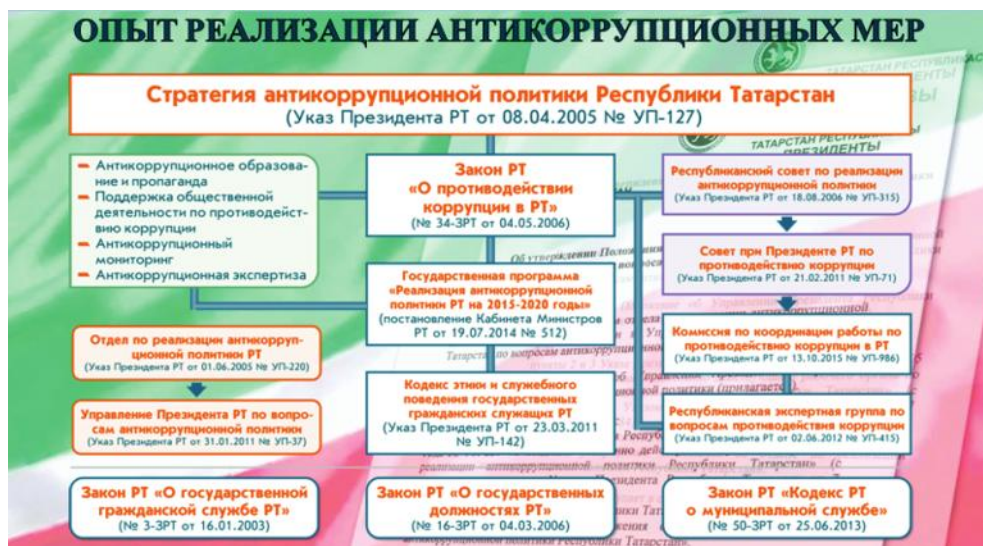 ОПЫТ РЕАЛИЗАЦИИ АНТИКОРРУПЦИОННЫХ МЕР
Стратегия антикоррупционной политики Республики Татарстан
(Указ Президента РТ от 08.04.2005 № УП-127)
Антикоррупционное образова-
ние и пропаганда
Поддержка общественной
деятельности по противодейст-
вию коррупции
Антикоррупционный
мониторинг
Антикоррупционная экспертиза
Отдел по реализации антикорруп-
ционной политики РТ
(Указ Президента РТ от 01.06.2005 № УП-220)
Управление Президента РТ по вопро-
сам антикоррупционной политики
(Указ Президента РТ от 31.01.2011 № УП-37)
Закон РТ
«О противодействии
коррупции в РТ»
(№ 34-ЗРТ от 04.05.2006)
Государственная программа
«Реализация антикоррупционной
политики РТ на 2015-2020 годы»
(постановление Кабинета Министров
РТ от 19.07.2014 № 512)
Кодекс этики и служебного
поведения государственных
гражданских служащих РТ
(Указ Президента РТ от 23.03.2011
№ УП-142)
Республиканский совет по реализации
антикоррупционной политики
(Указ Президента РТ от 18.08.2006 № УП-315)
Совет при Президенте РТ по
противодействию коррупции
(Указ Президента РТ от 21.02.2011 № УП-71)
Комиссия по координации работы по
противодействию коррупции в РТ
(Указ Президента РТ от 13.10.2015 № УП-986)
Республиканская экспертная группа по
вопросам противодействия коррупции
(Указ Президента РТ от 02.06.2012 № УП-415)
Закон РТ «О государственной
гражданской службе РТ»
(№ 3-ЗРТ от 16.01.2003)
Закон РТ «О государственных
должностях РТ»
(№ 16-ЗРТ от 04.03.2006)
Закон РТ «Кодекс РТ
о муниципальной службе»
(№ 50-ЗРТ от 25.06.2013)